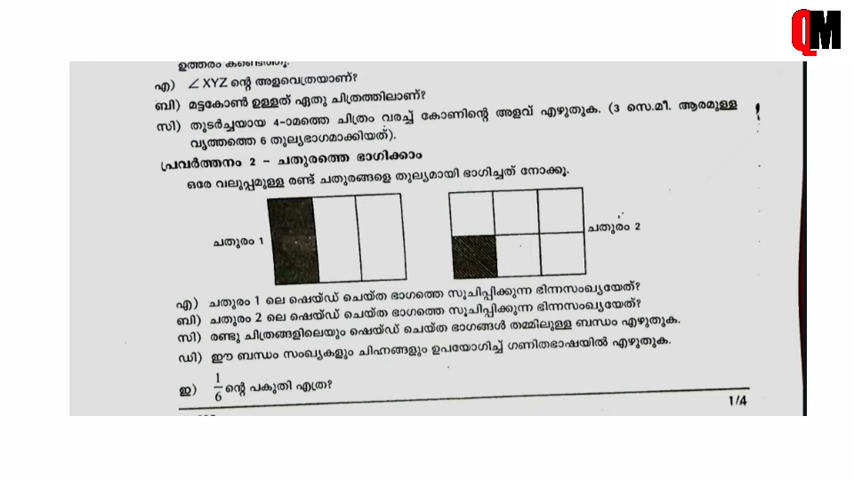 QM
ഉത്തരം കണ്ടെത്തൂ.
എ) ∠ XYZ ന്റെ അളവെത്രയാണ്?
ബി) മട്ടകോൺ ഉള്ളത് ഏതു ചിത്രത്തിലാണ്?
സി) തുടർച്ചയായ 4-ാമത്തെ ചിത്രം വരച്ച് കോണിന്റെ അളവ് എഴുതുക. (3 സെ.മീ. ആരമുള്ള
വൃത്തത്തെ 6 തുല്യഭാഗമാക്കിയത്).
പ്രവർത്തനം 2 – ചതുരത്തെ ഭാഗിക്കാം
ഒരേ വലുപ്പമുള്ള രണ്ട് ചതുരങ്ങളെ തുല്യമായി ഭാഗിച്ചത് നോക്കൂ.
ചതുരം 1
ചതുരം 2
എ) ചതുരം 1 ലെ ഷെയ്ഡ് ചെയ്ത ഭാഗത്തെ സൂചിപ്പിക്കുന്ന ഭിന്നസംഖ്യയേത്?
ബി) ചതുരം 2 ലെ ഷെയ്ഡ് ചെയ്ത ഭാഗത്തെ സൂചിപ്പിക്കുന്ന ഭിന്നസംഖ്യയേത്?
സി) രണ്ടു ചിത്രങ്ങളിലെയും ഷെയ്ഡ് ചെയ്ത ഭാഗങ്ങൾ തമ്മിലുള്ള ബന്ധം എഴുതുക.
ഡി) ഈ ബന്ധം സംഖ്യകളും ചിഹ്നങ്ങളും ഉപയോഗിച്ച് ഗണിതഭാഷയിൽ എഴുതുക.
ഇ) 1/6 ന്റെ പകുതി എത്ര?
1/4